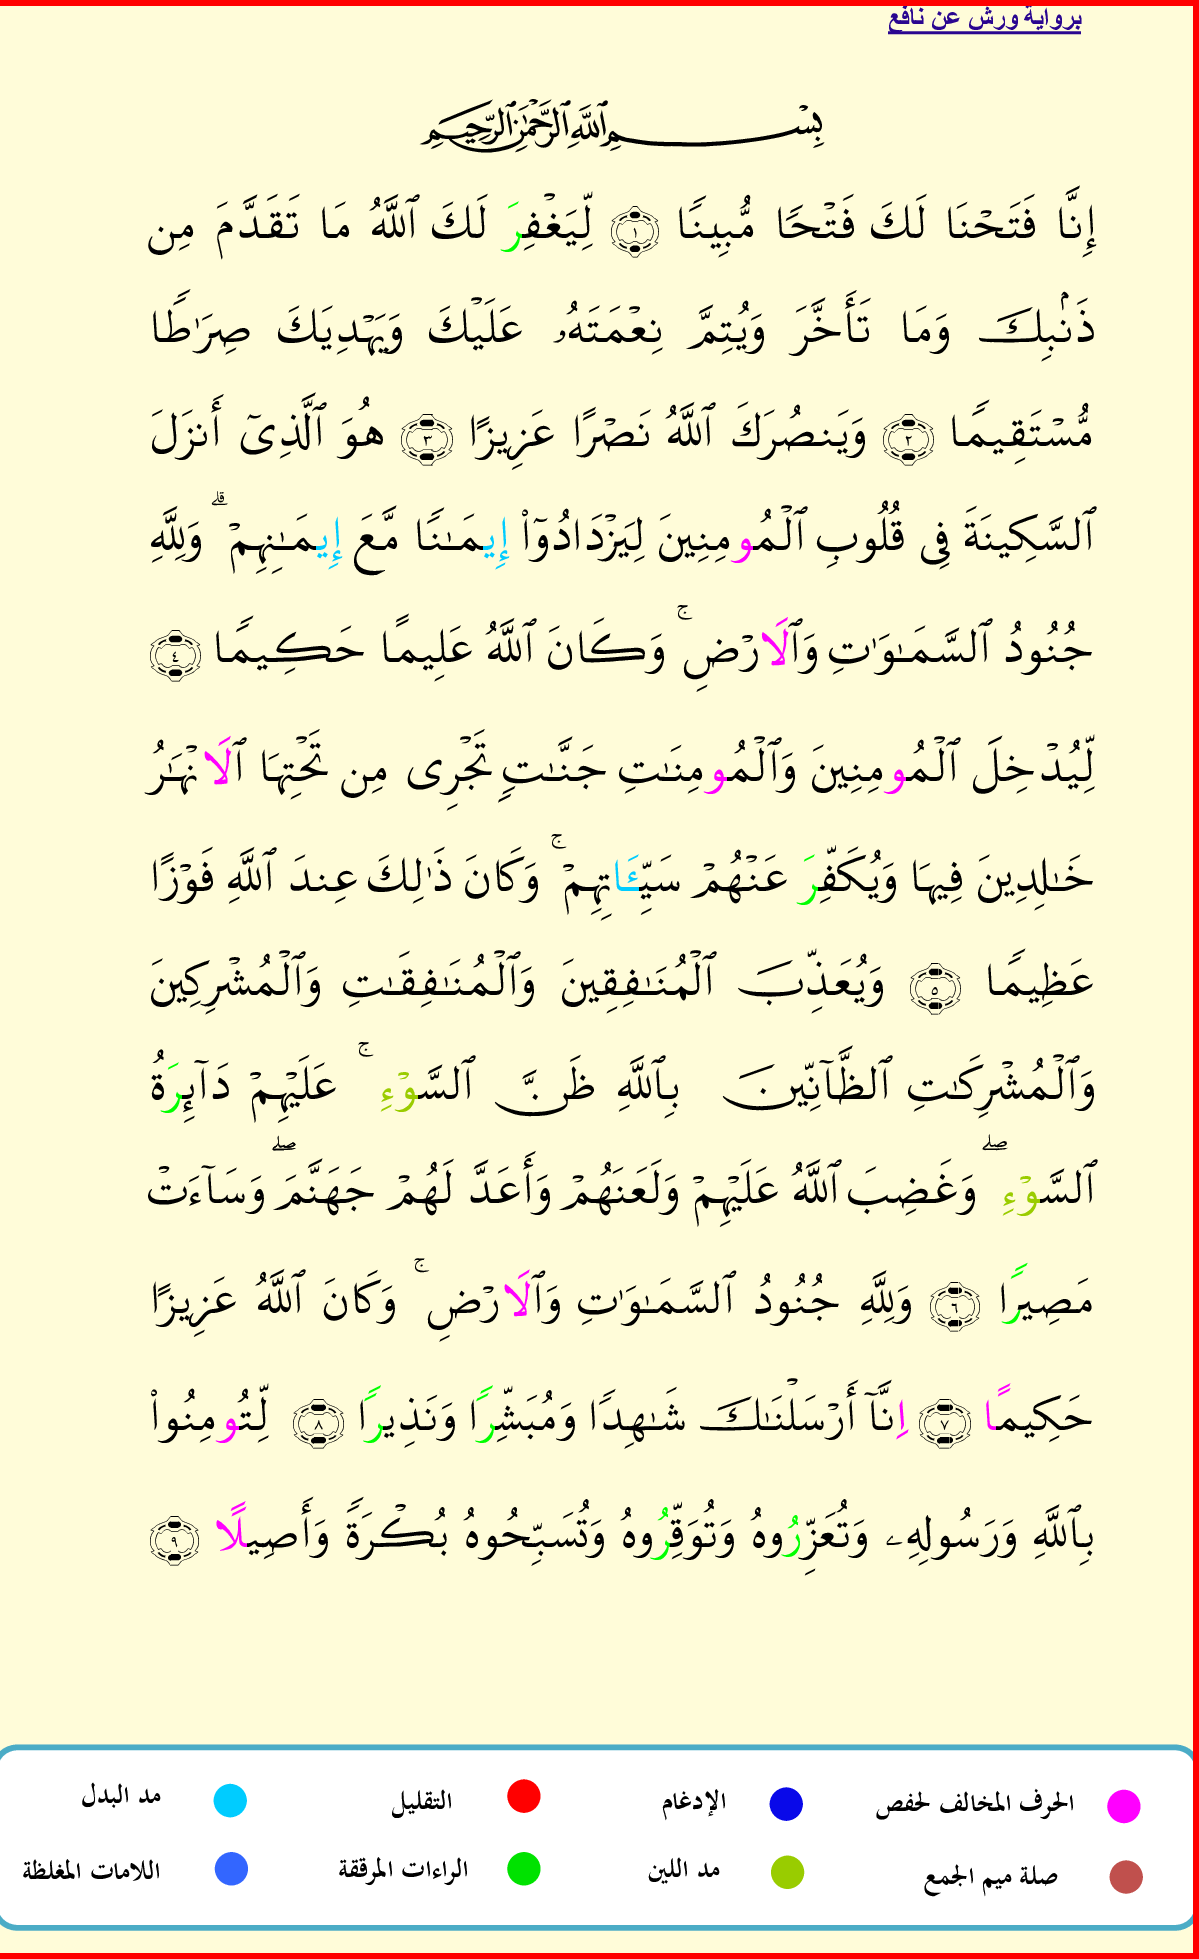 برواية ورش عن نافع
بِسْمِ ٱللَّهِ ٱلرَّحْمَٰنِ ٱلرَّحِيمِ
إِنَّا فَتَحْنَا لَكَ فَتْحًا مُّبِينًا ١ لِّيَغْفِرَ لَكَ ٱللَّهُ مَا تَقَدَّمَ مِن
ذَنۢبِكَ وَمَا تَأَخَّرَ وَيُتِمَّ نِعْمَتَهُۥ عَلَيْكَ وَيَهْدِيَكَ صِرَٰطًا
مُّسْتَقِيمًا ٢ وَيَنصُرَكَ ٱللَّهُ نَصْرًا عَزِيزًا ٣ هُوَ ٱلَّذِىٓ أَنزَلَ
ٱلسَّكِينَةَ فِى قُلُوبِ ٱلْمُومِنِينَ لِيَزْدَادُوٓا۟ إِيمَـٰنًا مَّعَ إِيمَـٰنِهِمْ ۗ وَلِلَّهِ
جُنُودُ ٱلسَّمَـٰوَٰتِ وَٱلَارْضِ ۚ وَكَانَ ٱللَّهُ عَلِيمًا حَكِيمًا ٤
لِّيُدْخِلَ ٱلْمُومِنِينَ وَٱلْمُومِنَـٰتِ جَنَّـٰتٍ تَجْرِى مِن تَحْتِهَا ٱلَانْهَـٰرُ
خَـٰلِدِينَ فِيهَا وَيُكَفِّرَ عَنْهُمْ سَيِّـَٔاتِهِمْ ۚ وَكَانَ ذَٰلِكَ عِندَ ٱللَّهِ فَوْزًا
عَظِيمًا ٥ وَيُعَذِّبَ ٱلْمُنَـٰفِقِينَ وَٱلْمُنَـٰفِقَـٰتِ وَٱلْمُشْرِكِينَ
وَٱلْمُشْرِكَـٰتِ ٱلظَّآنِّينَ بِٱللَّهِ ظَنَّ ٱلسَّوْءِ ۚ عَلَيْهِمْ دَآئِرَةُ
ٱلسَّوْءِ ۖ وَغَضِبَ ٱللَّهُ عَلَيْهِمْ وَلَعَنَهُمْ وَأَعَدَّ لَهُمْ جَهَنَّمَ ۖ وَسَآءَتْ
مَصِيرًا ٦ وَلِلَّهِ جُنُودُ ٱلسَّمَـٰوَٰتِ وَٱلَارْضِ ۚ وَكَانَ ٱللَّهُ عَزِيزًا
حَكِيمًا ٧ اِنَّآ أَرْسَلْنَـٰكَ شَـٰهِدًا وَمُبَشِّرًا وَنَذِيرًا ٨ لِّتُومِنُوا۟
بِٱللَّهِ وَرَسُولِهِۦ وَتُعَزِّرُوهُ وَتُوَقِّرُوهُ وَتُسَبِّحُوهُ بُكْرَةً وَأَصِيلًا ٩
الحرف المخالف لحفص الإدغام التقليل مد البدل
صلة ميم الجمع مد اللين الراءات المرققة اللامات المغلظة